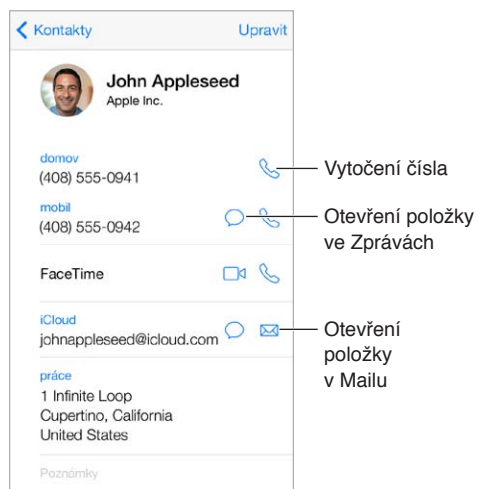 Kontakty
Upravit
John Appleseed
Apple Inc.
domov
(408) 555-0941
Vytočení čísla
mobil
(408) 555-0942
Otevření položky
ve Zprávách
FaceTime
iCloud
johnappleseed@icloud.com
Otevření
položky
v Mailu
práce
1 Infinite Loop
Cupertino, California
United States
Poznámky